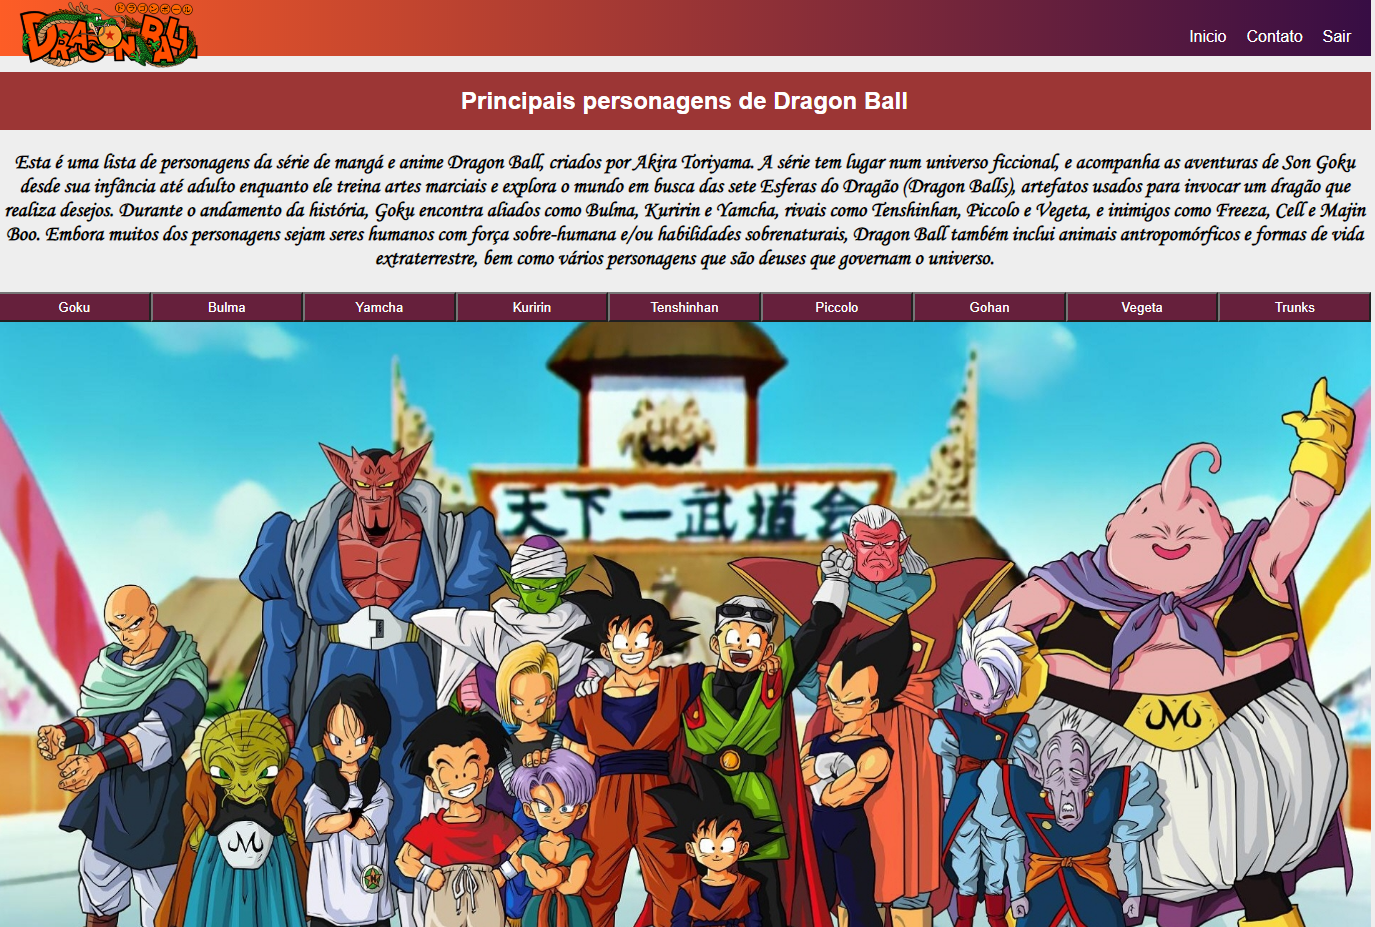 ドラゴンボール
DRAGON BALL
Inicio Contato Sair
Principais personagens de Dragon Ball
Esta é uma lista de personagens da série de mangá e anime Dragon Ball, criados por Akira Toriyama. A série tem lugar num universo ficcional, e acompanha as aventuras de Son Goku
desde sua infância até adulto enquanto ele treina artes marciais e explora o mundo em busca das sete Esferas do Dragão (Dragon Balls), artefatos usados para invocar um dragão que
realiza desejos. Durante o andamento da história, Goku encontra aliados como Bulma, Kuririn e Yamcha, rivais como Tenshinhan, Piccolo e Vegeta, e inimigos como Freeza, Cell e Majin
Boo. Embora muitos dos personagens sejam seres humanos com força sobre-humana e/ou habilidades sobrenaturais, Dragon Ball também inclui animais antropomórficos e formas de vida
extraterrestre, bem como vários personagens que são deuses que governam o universo.
Goku Bulma Yamcha Kuririn Tenshinhan Piccolo Gohan Vegeta Trunks
天下一武道会
M
M